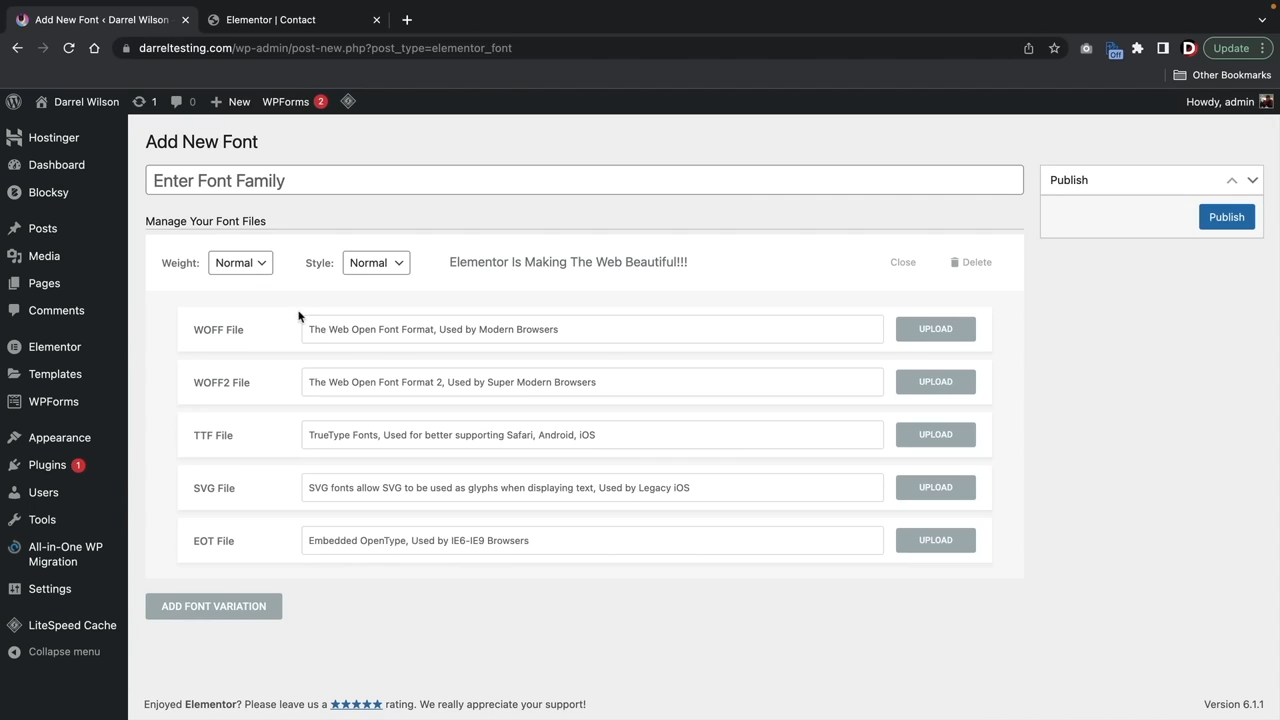 Add New Font ‹ Darrel Wilson
Elementor | Contact
darreltesting.com/wp-admin/post-new.php?post_type=elementor_font
Off
D
Update
Other Bookmarks
Darrel Wilson
1
0
New
WPForms 2
Howdy, admin
Hostinger
Dashboard
Blocksy
Posts
Media
Pages
Comments
Elementor
Templates
WPForms
Appearance
Plugins 1
Users
Tools
All-in-One WP
Migration
Settings
LiteSpeed Cache
Collapse menu
Add New Font
Enter Font Family
Publish
Publish
Manage Your Font Files
Weight: Normal
Style: Normal
Elementor Is Making The Web Beautiful!!!
Close
Delete
WOFF File
The Web Open Font Format, Used by Modern Browsers
UPLOAD
WOFF2 File
The Web Open Font Format 2, Used by Super Modern Browsers
UPLOAD
TTF File
TrueType Fonts, Used for better supporting Safari, Android, iOS
UPLOAD
SVG File
SVG fonts allow SVG to be used as glyphs when displaying text, Used by Legacy iOS
UPLOAD
EOT File
Embedded OpenType, Used by IE6-IE9 Browsers
UPLOAD
ADD FONT VARIATION
Enjoyed Elementor? Please leave us a ★★★★★ rating. We really appreciate your support!
Version 6.1.1